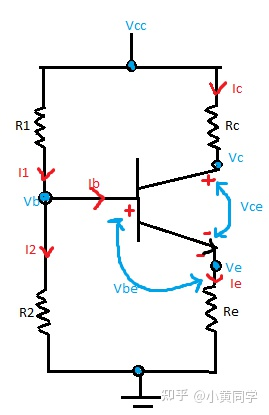 Vcc
Ic
R1
Rc
I1
Ib
Vc
Vb
+
+
Vce
I2
-
-
Ve
Vbe
Ie
R2
Re
知乎 @小黄同学